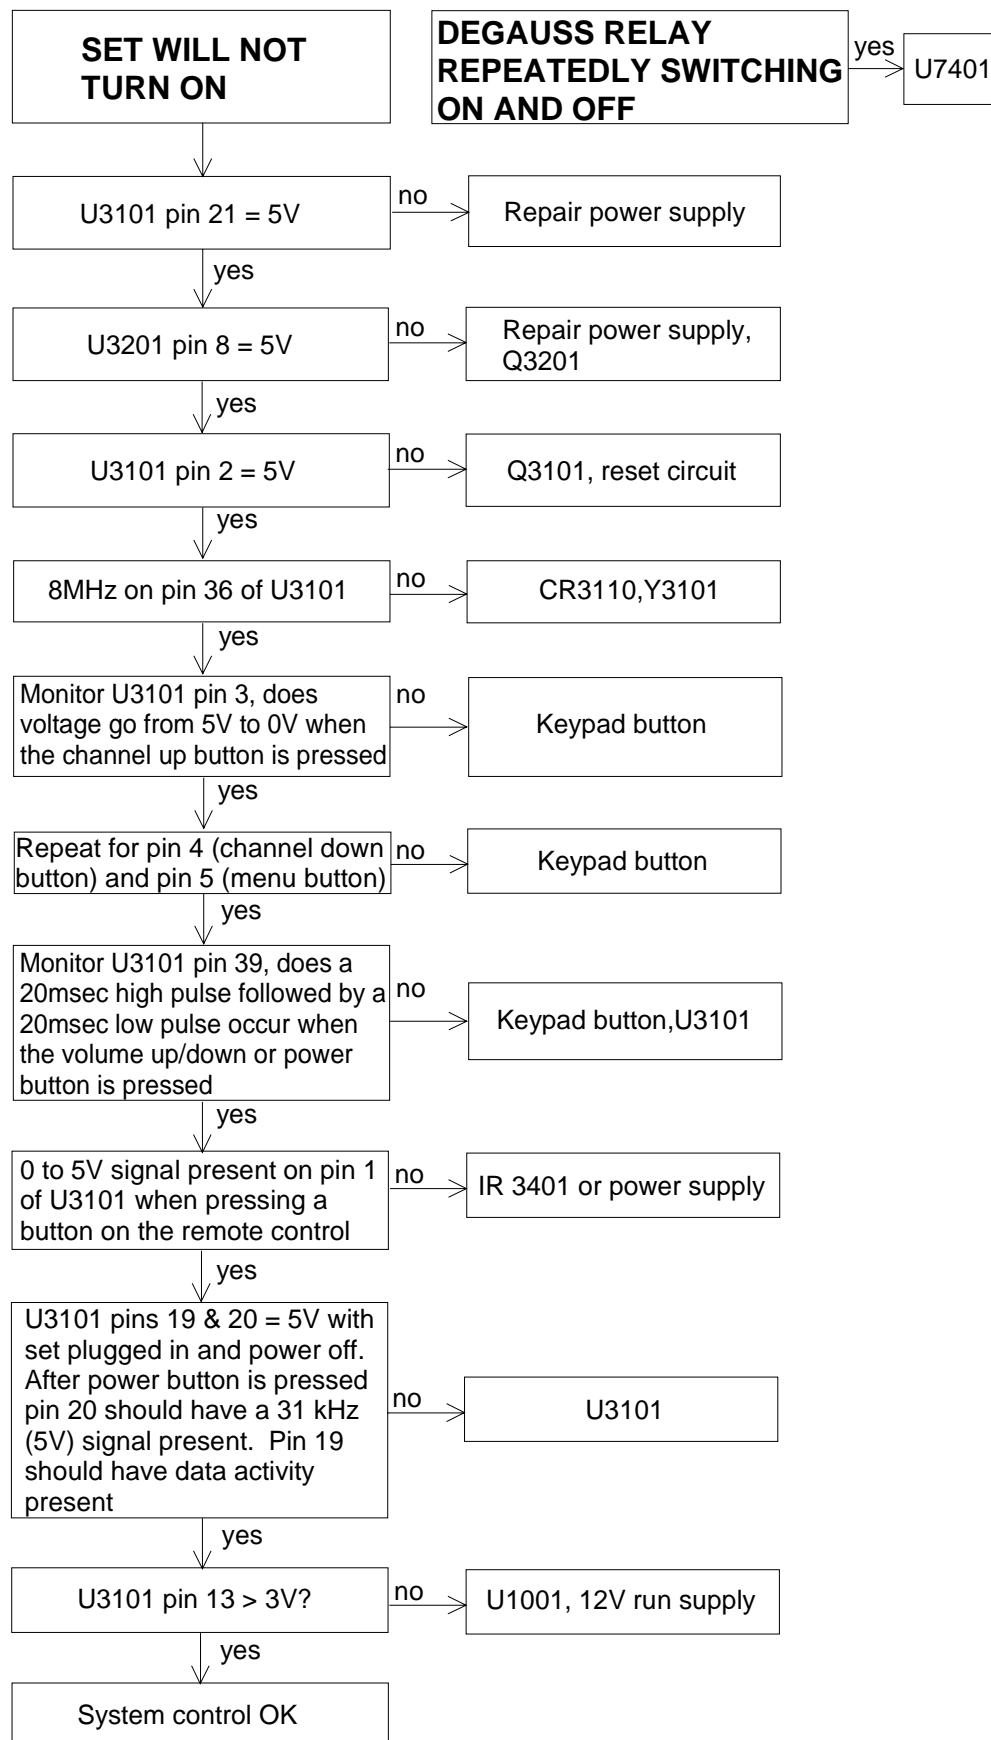 SET WILL NOT
TURN ON
DEGAUSS RELAY
REPEATEDLY SWITCHING
ON AND OFF
yes
U7401
U3101 pin 21 = 5V
no
Repair power supply
yes
U3201 pin 8 = 5V
no
Repair power supply,
Q3201
yes
U3101 pin 2 = 5V
no
Q3101, reset circuit
yes
8MHz on pin 36 of U3101
no
CR3110,Y3101
yes
Monitor U3101 pin 3, does
voltage go from 5V to 0V when
the channel up button is pressed
no
Keypad button
yes
Repeat for pin 4 (channel down
button) and pin 5 (menu button)
no
Keypad button
yes
Monitor U3101 pin 39, does a
20msec high pulse followed by a
20msec low pulse occur when
the volume up/down or power
button is pressed
no
Keypad button,U3101
yes
0 to 5V signal present on pin 1
of U3101 when pressing a
button on the remote control
no
IR 3401 or power supply
yes
U3101 pins 19 & 20 = 5V with
set plugged in and power off.
After power button is pressed
pin 20 should have a 31 kHz
(5V) signal present.  Pin 19
should have data activity
present
no
U3101
yes
U3101 pin 13 > 3V?
no
U1001, 12V run supply
yes
System control OK